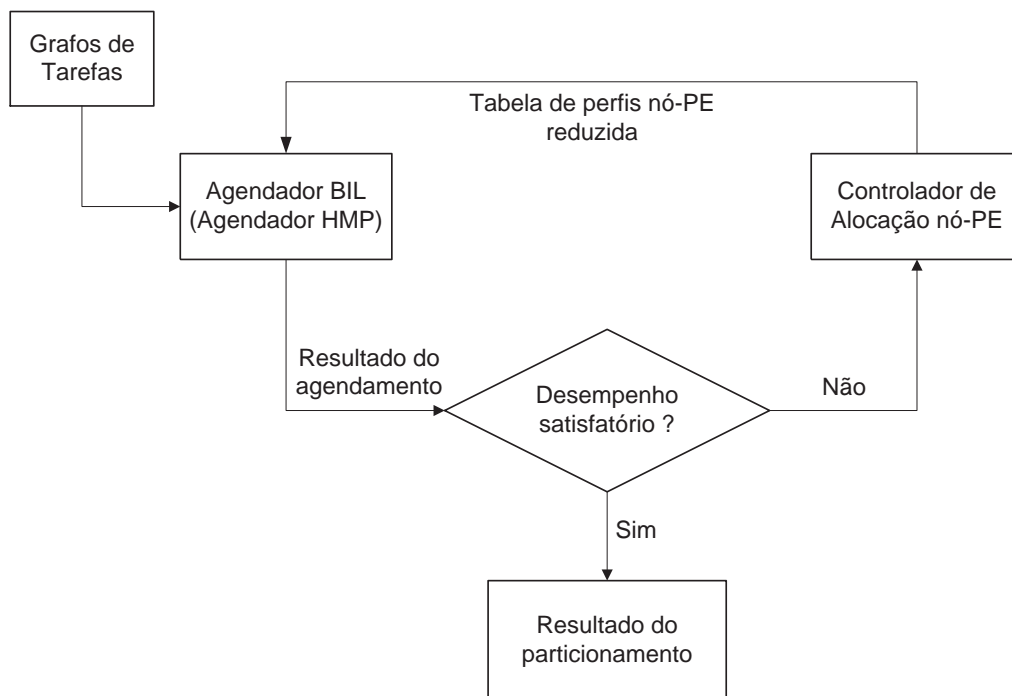 Grafos de
Tarefas
Tabela de perfis nó-PE
reduzida
Agendador BIL
(Agendador HMP)
Controlador de
Alocação nó-PE
Resultado do
agendamento
Desempenho
satisfatório ?
Não
Sim
Resultado do
particionamento